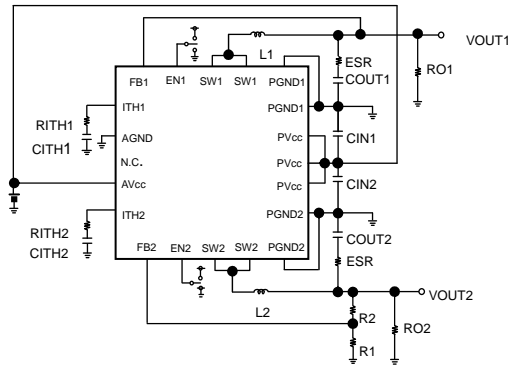 VOUT1
L1
ESR
COUT1
RO1
FB1
EN1
SW1
SW1
PGND1
ITH1
PGND1
RITH1
CITH1
AGND
PVcc
CIN1
N.C.
PVcc
AVcc
PVcc
CIN2
ITH2
PGND2
RITH2
CITH2
COUT2
FB2
EN2
SW2
SW2
PGND2
ESR
VOUT2
L2
R2
RO2
R1